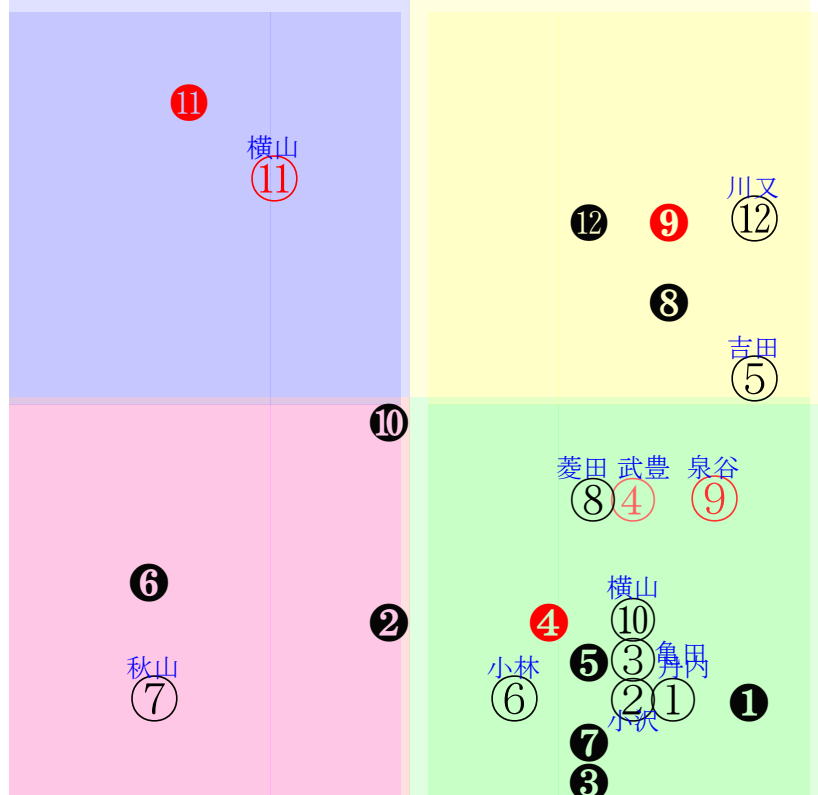 ⓫
横山
⑪
川又
⑫
⓬
❾
❽
吉田
⑤
❿
菱田
武豊
泉谷
⑧
④
⑨
❻
横山
⑩
❷
❹
❺
③
亀田
秋山
⑦
小林
⑥
丹内
②
①
❶
小沢
❼
❸